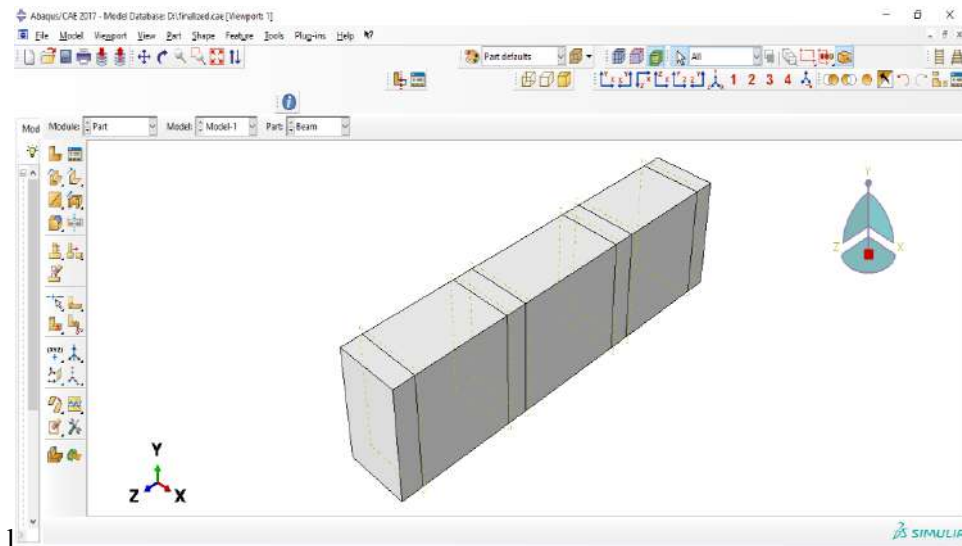 Abaqus/CAE 2017 - Model Database: D:\finalized.cae [Viewport: 1]
File Model Viewport View Part Shape Feature Tools Plug-ins Help
Part defaults All
1 2 3 4
Mod Module: Part Model: Model-1 Part: Beam
Y
Z X
Y
Z X
1
SIMULIA